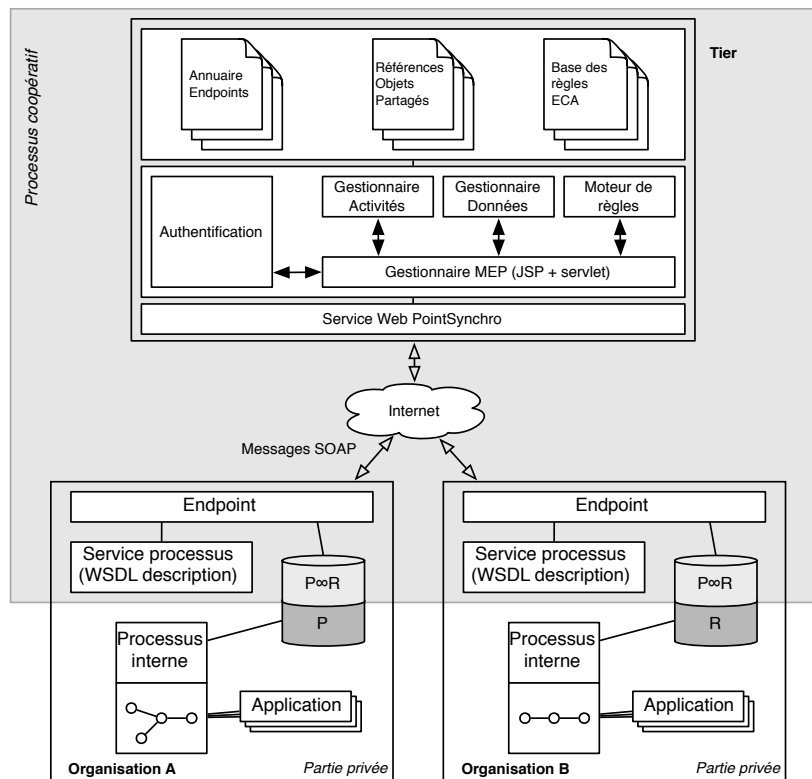 Processus coopératif
Tier
Annuaire
Endpoints
Références
Objets
Partagés
Base des
règles
ECA
Authentification
Gestionnaire
Activités
Gestionnaire
Données
Moteur de
règles
Gestionnaire MEP (JSP + servlet)
Service Web PointSynchro
Internet
Messages SOAP
Endpoint
Service processus
(WSDL description)
P∞R
P
Processus
interne
Application
Organisation A
Partie privée
Endpoint
Service processus
(WSDL description)
P∞R
R
Processus
interne
Application
Organisation B
Partie privée